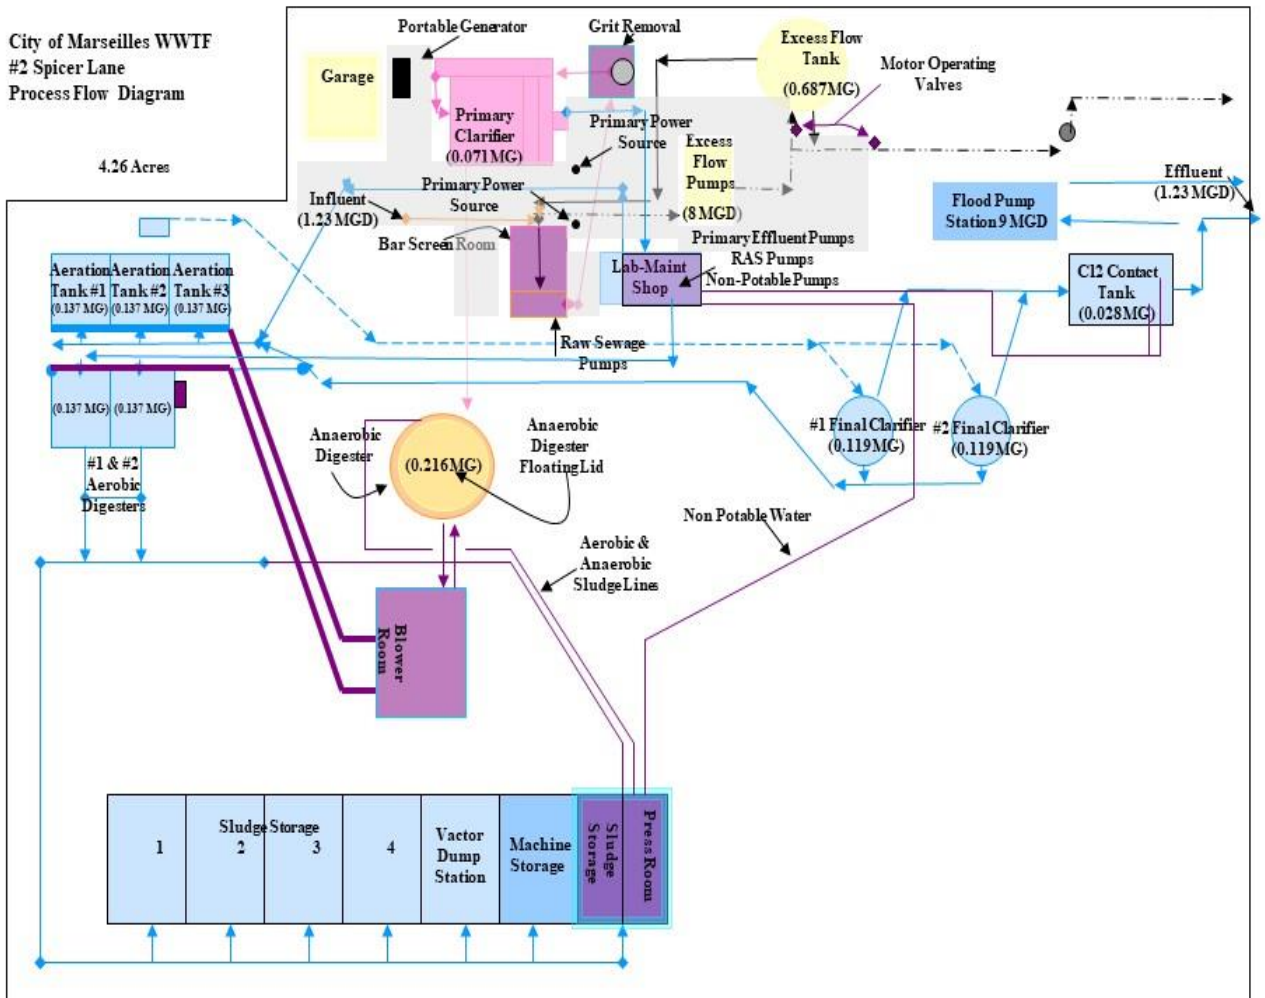 City of Marseilles WWTF
#2 Spicer Lane
Process Flow Diagram
4.26 Acres
Portable Generator
Grit Removal
Excess Flow
Tank
(0.687MG)
Motor Operating
Valves
Garage
Primary
Clarifier
(0.071MG)
Primary Power
Source
Excess
Flow
Pumps
(8 MGD)
Influent
(1.23 MGD)
Primary Power
Source
Bar Screen Room
Effluent
(1.23 MGD)
Flood Pump
Station 9 MGD
Primary Effluent Pumps
RAS Pumps
Non-Potable Pumps
Lab-Maint
Shop
Cl2 Contact
Tank
(0.028MG)
Aeration
Tank #1
(0.137 MG)
Aeration
Tank #2
(0.137 MG)
Aeration
Tank #3
(0.137 MG)
Raw Sewage
Pumps
(0.137 MG)
(0.137 MG)
#1 & #2
Aerobic
Digesters
Anaerobic
Digester
(0.216MG)
Anaerobic
Digester
Floating Lid
#1 Final Clarifier
(0.119MG)
#2 Final Clarifier
(0.119MG)
Non Potable Water
Aerobic &
Anaerobic
Sludge Lines
Blower
Room
Sludge Storage
1
2
3
4
Vactor
Dump
Station
Machine
Storage
Sludge
Storage
Press Room